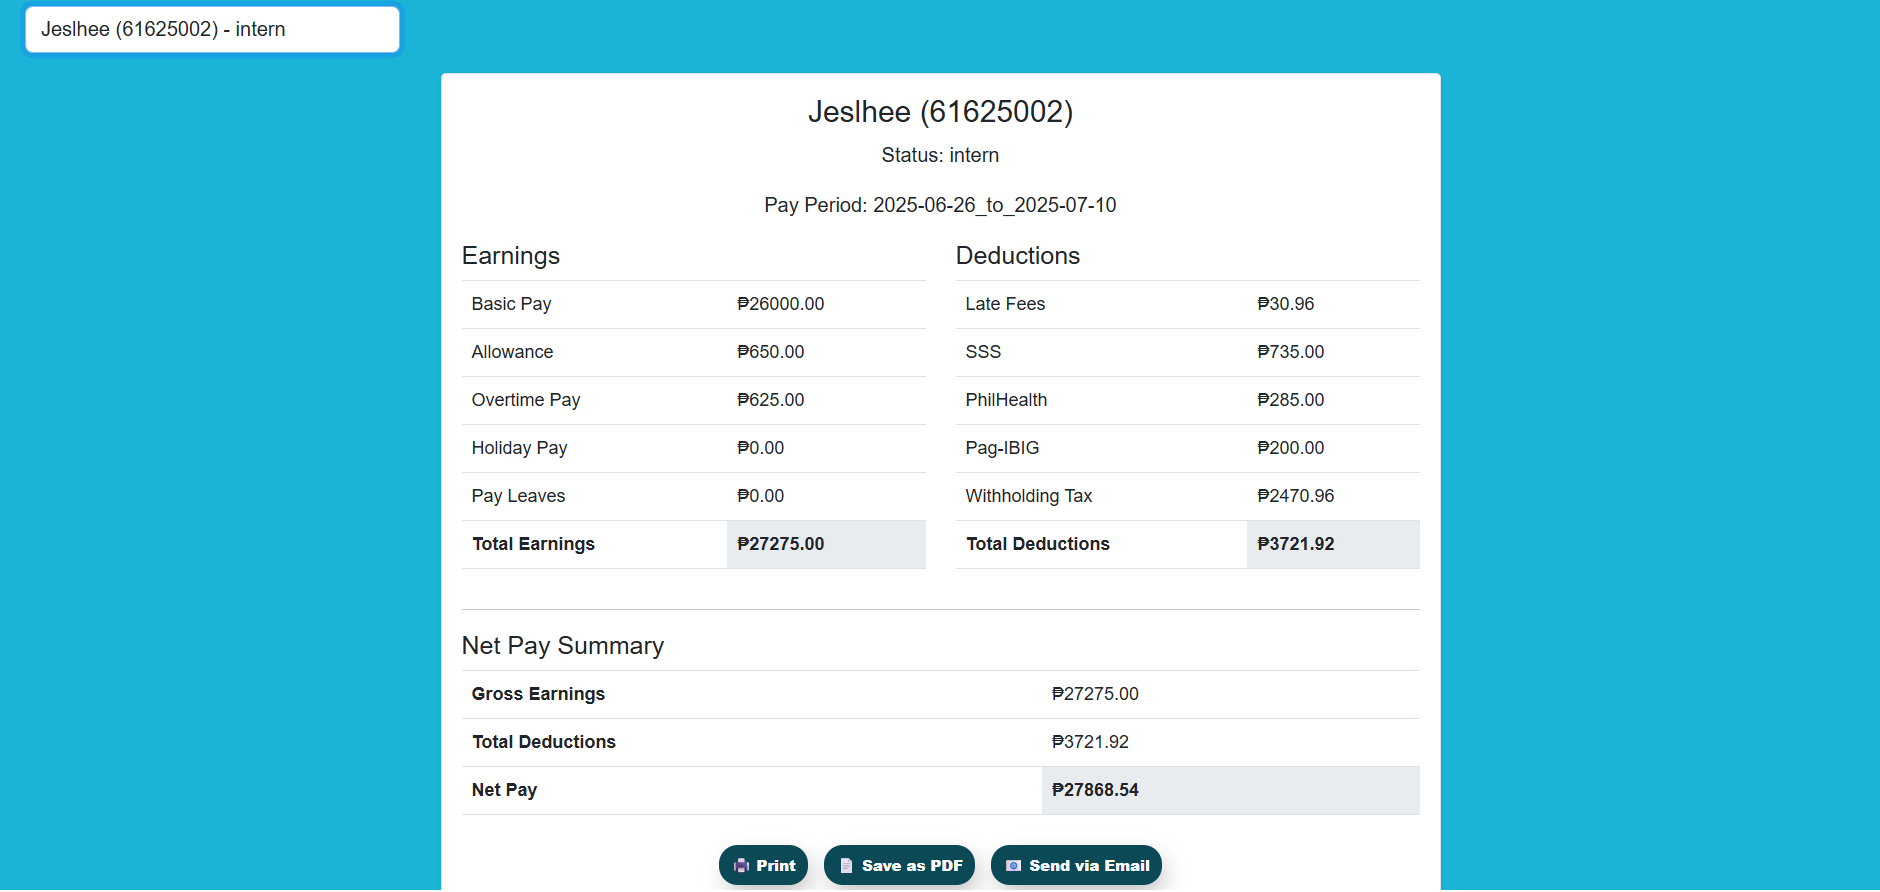 Jeslhee (61625002) - intern
Jeslhee (61625002)
Status: intern
Pay Period: 2025-06-26_to_2025-07-10
Earnings
Basic Pay ₱26000.00
Allowance ₱650.00
Overtime Pay ₱625.00
Holiday Pay ₱0.00
Pay Leaves ₱0.00
Total Earnings ₱27275.00
Deductions
Late Fees ₱30.96
SSS ₱735.00
PhilHealth ₱285.00
Pag-IBIG ₱200.00
Withholding Tax ₱2470.96
Total Deductions ₱3721.92
Net Pay Summary
Gross Earnings ₱27275.00
Total Deductions ₱3721.92
Net Pay ₱27868.54
Print Save as PDF Send via Email